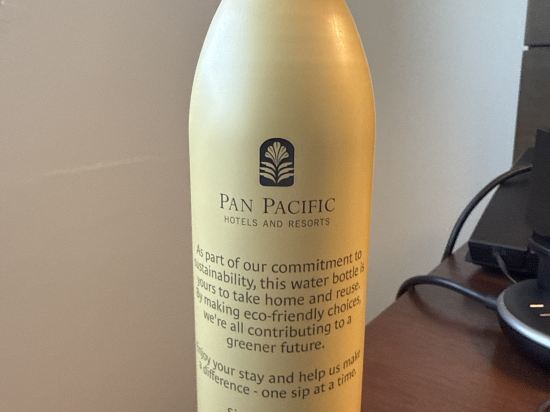 PAN PACIFIC
HOTELS AND RESORTS
As part of our commitment to
sustainability, this water bottle is
yours to take home and reuse.
By making eco-friendly choices,
we're all contributing to a
greener future.
Enjoy your stay and help us make
a difference - one sip at a time.